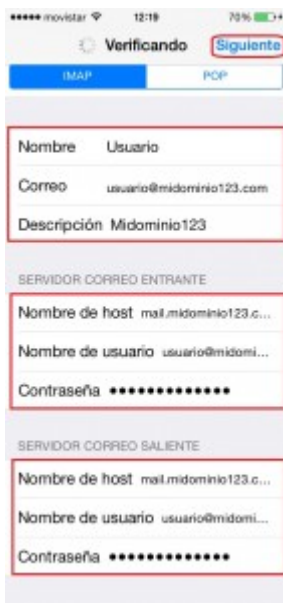 movistar 12:19 70%
Verificando Siguiente
IMAP POP
Nombre Usuario
Correo usuario@midominio123.com
Descripción Midominio123
SERVIDOR CORREO ENTRANTE
Nombre de host mail.midominio123.c...
Nombre de usuario usuario@midomi...
Contraseña •••••••••••••
SERVIDOR CORREO SALIENTE
Nombre de host mail.midominio123.c...
Nombre de usuario usuario@midomi...
Contraseña •••••••••••••